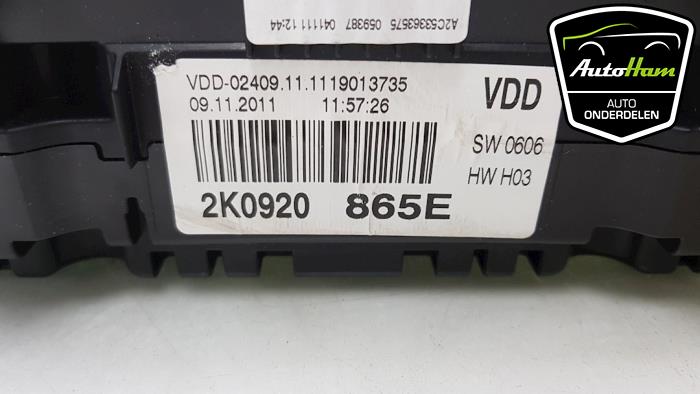 A2C53363575 059387 041111 12:44
VDD-02409.11.1119013735
09.11.2011 11:57:26
VDD
SW 0606
HW H03
2K0920 865E
AutoHam
AUTO
ONDERDELEN